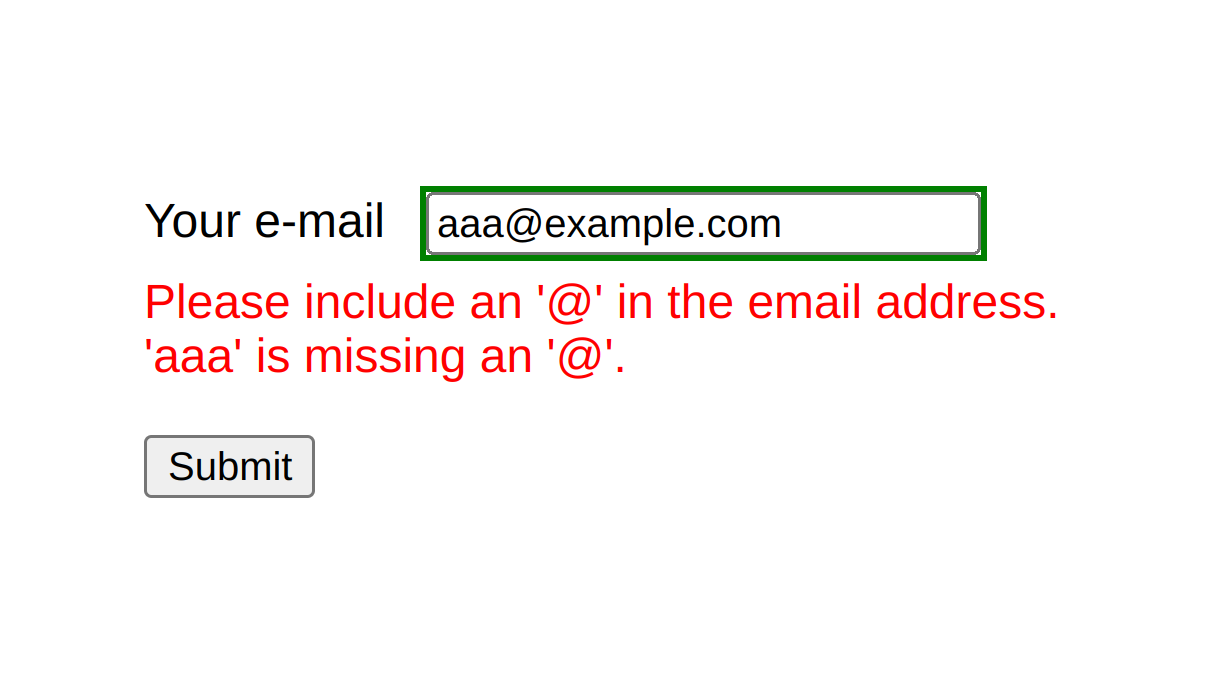 Your e-mail aaa@example.com
Please include an '@' in the email address.
'aaa' is missing an '@'.
Submit